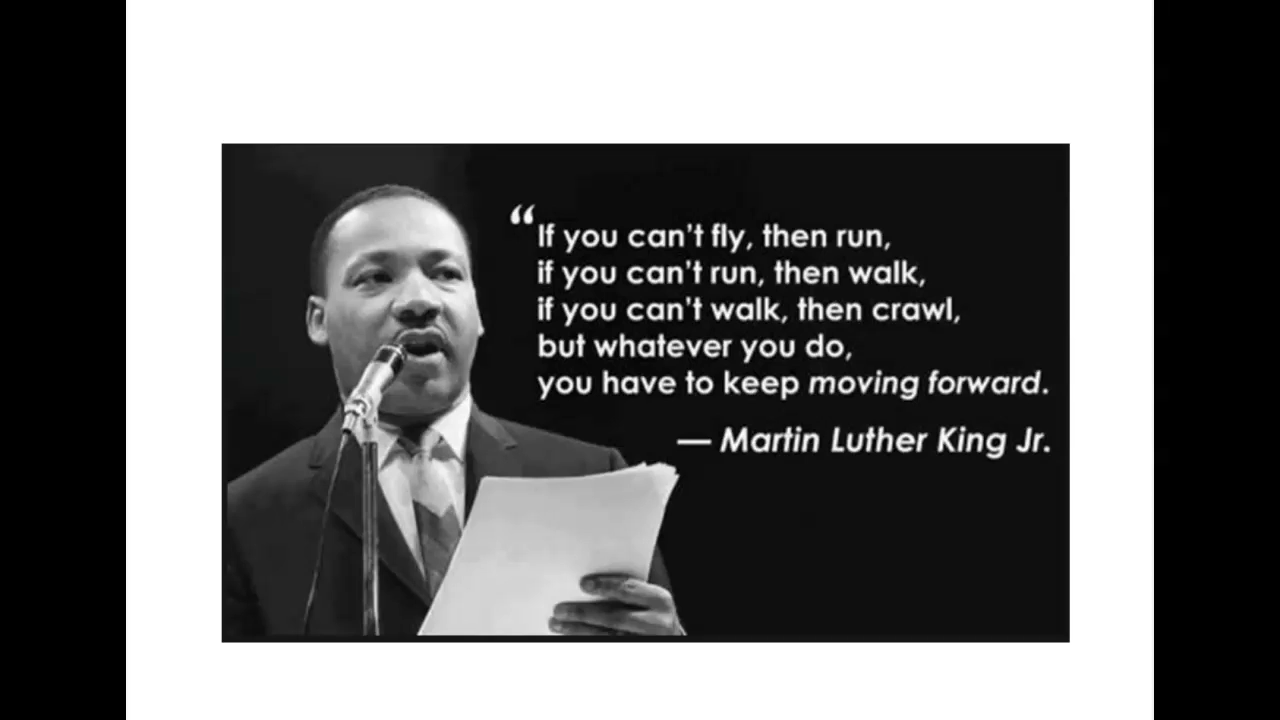 “If you can't fly, then run,
if you can't run, then walk,
if you can't walk, then crawl,
but whatever you do,
you have to keep moving forward.
— Martin Luther King Jr.